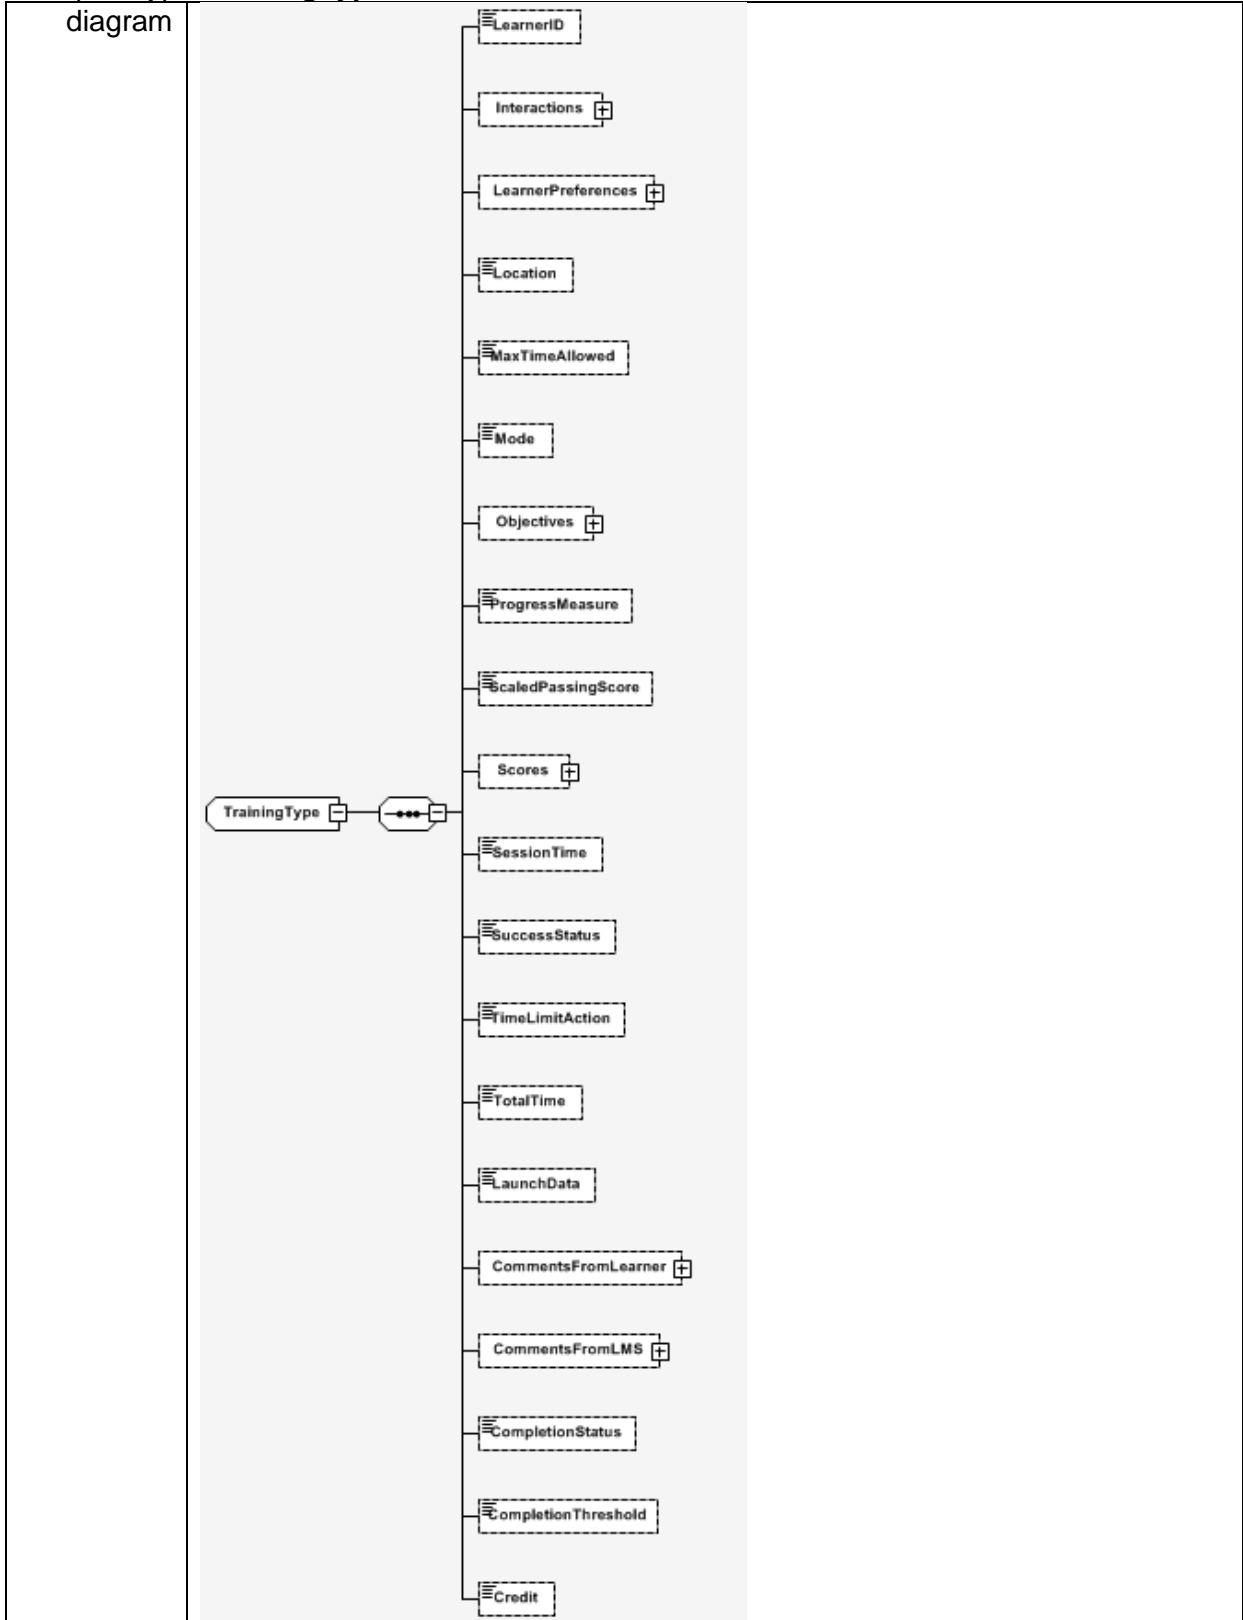 diagram
LearnerID
Interactions
LearnerPreferences
Location
MaxTimeAllowed
Mode
Objectives
ProgressMeasure
ScaledPassingScore
Scores
TrainingType
SessionTime
SuccessStatus
TimeLimitAction
TotalTime
LaunchData
CommentsFromLearner
CommentsFromLMS
CompletionStatus
CompletionThreshold
Credit